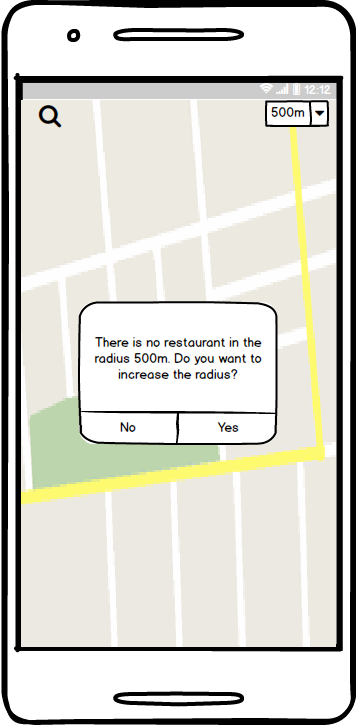 12:12
500m
There is no restaurant in the
radius 500m. Do you want to
increase the radius?
No Yes